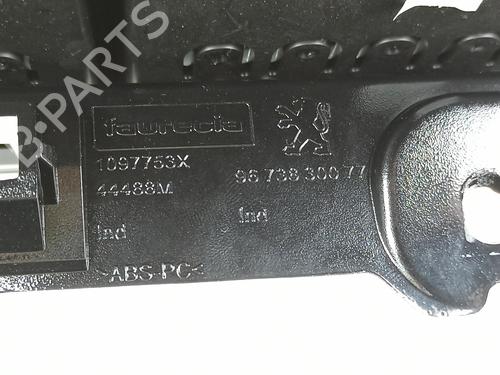 B-PARTS
faurecia
1097753X
44488M
Ind
>ABS-PC<
96 738 300 77
Ind